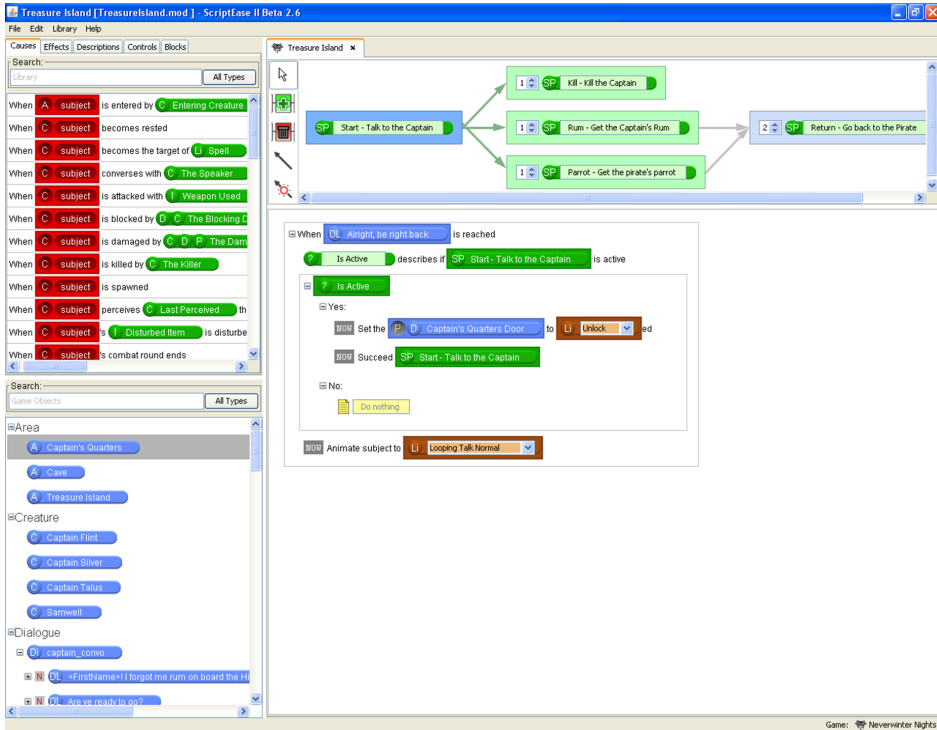 Treasure Island [TreasureIsland.mod ] - ScriptEase II Beta 2.6
File Edit Library Help
Causes Effects Descriptions Controls Blocks
Search:
Library All Types
When A subject is entered by C Entering Creature
When C subject becomes rested
When C subject becomes the target of Li Spell
When C subject converses with C The Speaker
When C subject is attacked with I Weapon Used
When C subject is blocked by D C The Blocking D
When C subject is damaged by C D P The Dam
When C subject is killed by C The Killer
When C subject is spawned
When C subject perceives C Last Perceived th
When C subject 's I Disturbed Item is disturbe
When C subject 's combat round ends
Search:
Game Objects All Types
Area
A Captain's Quarters
A Cave
A Treasure Island
Creature
C Captain Flint
C Captain Silver
C Captain Talus
C Samwell
Dialogue
Di captain_convo
N DL <FirstName>! I forgot me rum on board the Hi
N DL Are ye ready to go?
Treasure Island x
SP Start - Talk to the Captain
1 SP Kill - Kill the Captain
1 SP Rum - Get the Captain's Rum
1 SP Parrot - Get the pirate's parrot
2 SP Return - Go back to the Pirate
When DL Alright, be right back. is reached
? Is Active describes if SP Start - Talk to the Captain is active
? Is Active
Yes:
NOW Set the P D Captain's Quarters Door to Li Unlock ed
NOW Succeed SP Start - Talk to the Captain
No:
Do nothing
NOW Animate subject to Li Looping Talk Normal
Game: Neverwinter Nights